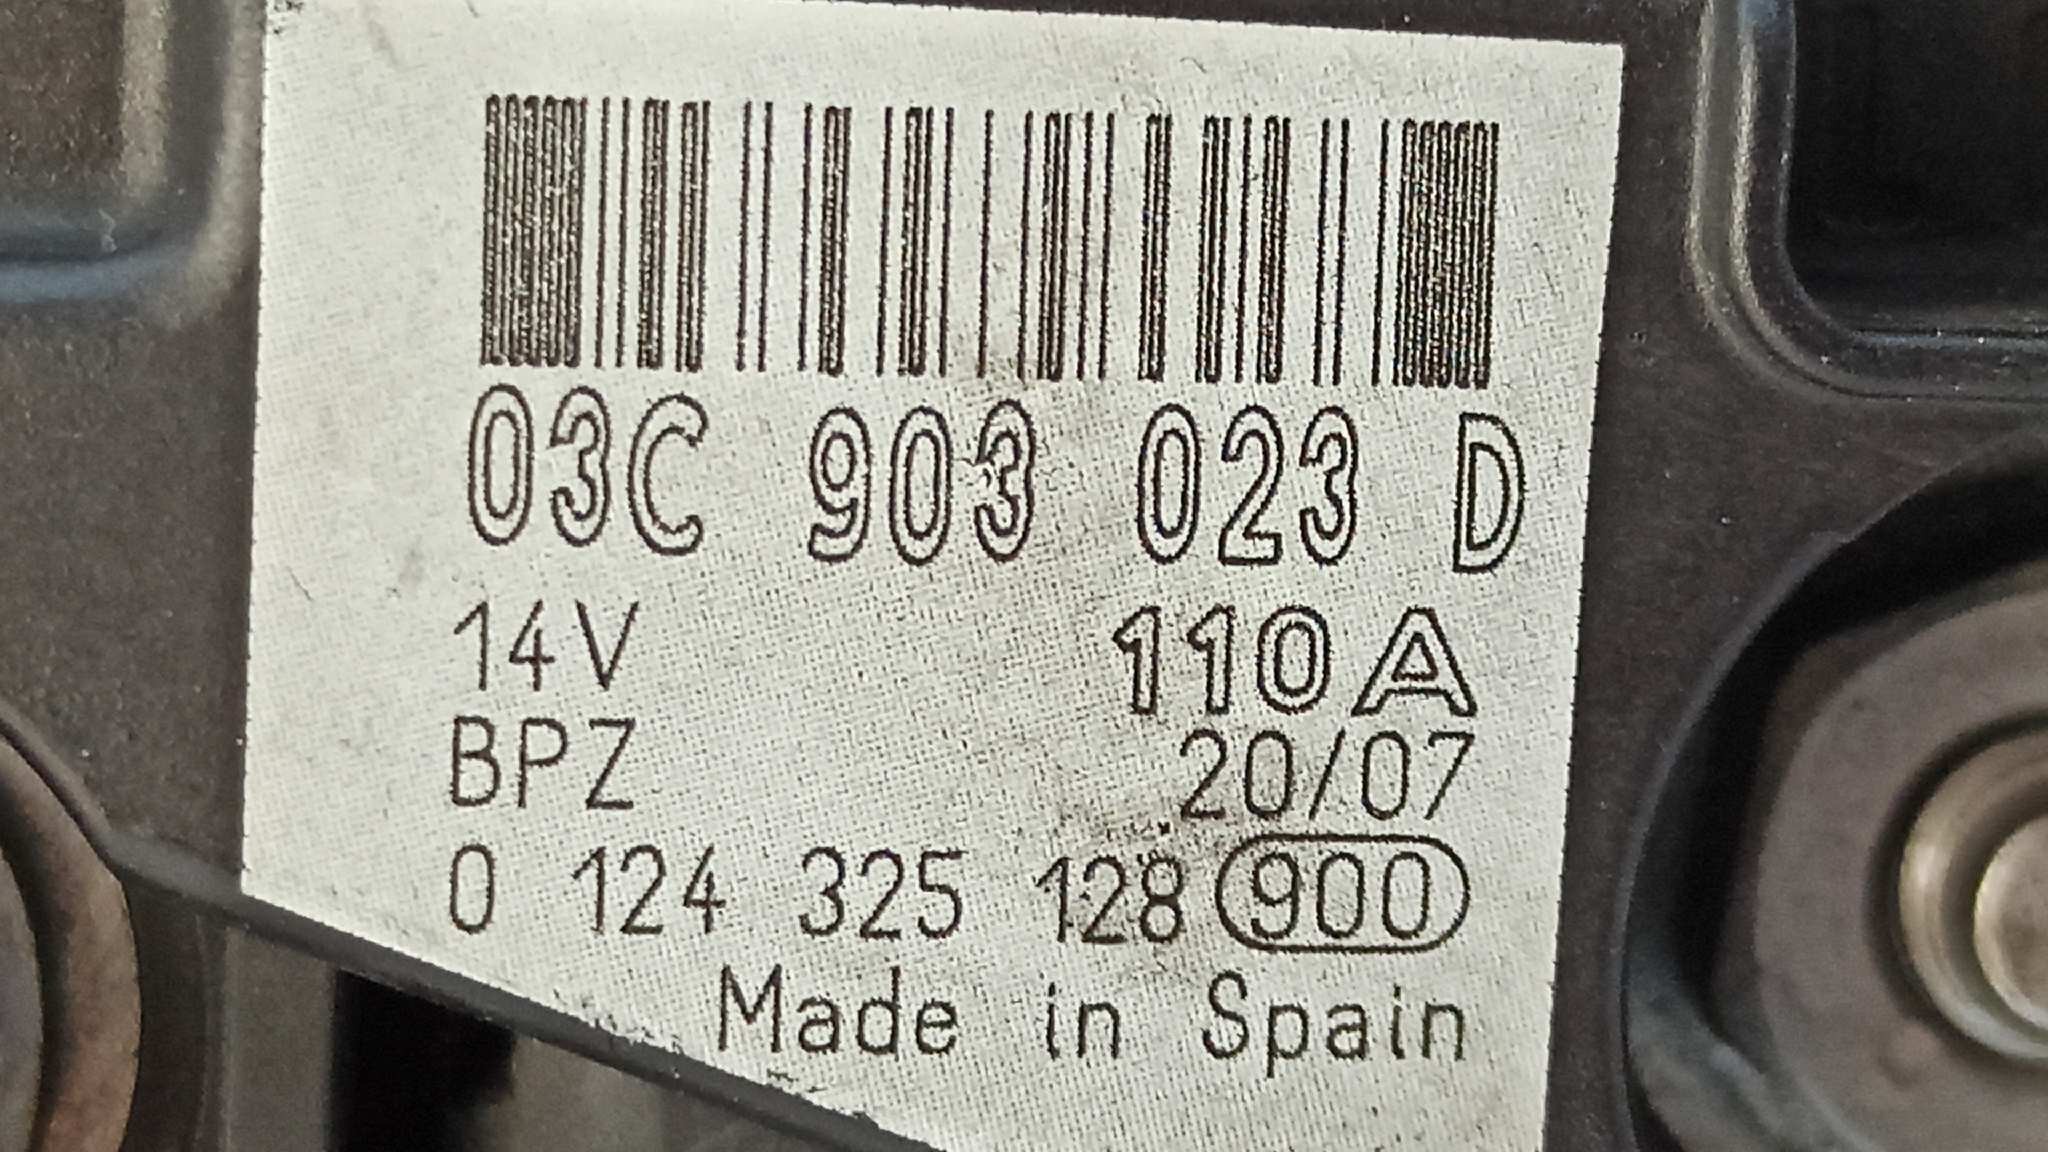 03C 903 023 D
14V 110A
BPZ 20/07
0 124 325 128 900
Made in Spain